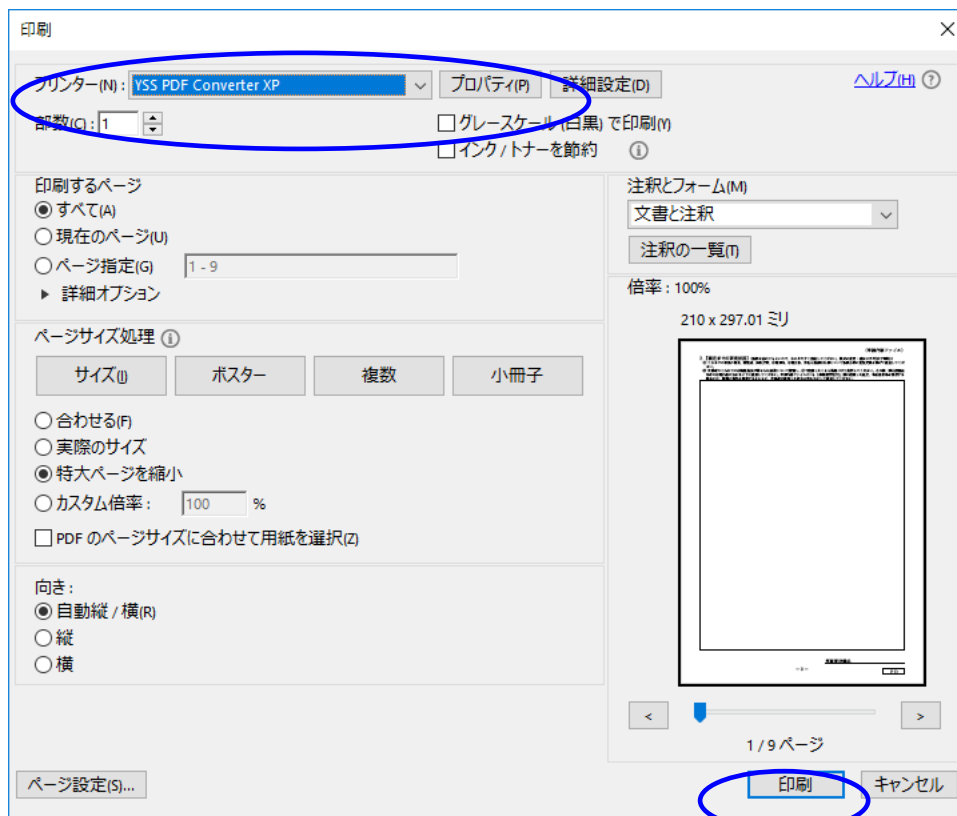 印刷
プリンター(N) : YSS PDF Converter XP プロパティ(P) 詳細設定(D) ヘルプ(H)
部数(C) : 1 グレースケール (白黒) で印刷(Y)
インク / トナーを節約
印刷するページ
すべて(A)
現在のページ(U)
ページ指定(G) 1 - 9
詳細オプション
ページサイズ処理
サイズ(I) ポスター 複数 小冊子
合わせる(F)
実際のサイズ
特大ページを縮小
カスタム倍率 : 100 %
PDF のページサイズに合わせて用紙を選択(Z)
向き :
自動縦 / 横(R)
縦
横
注釈とフォーム(M)
文書と注釈
注釈の一覧(T)
倍率 : 100%
210 x 297.01 ミリ
< >
1 / 9 ページ
ページ設定(S)... 印刷 キャンセル